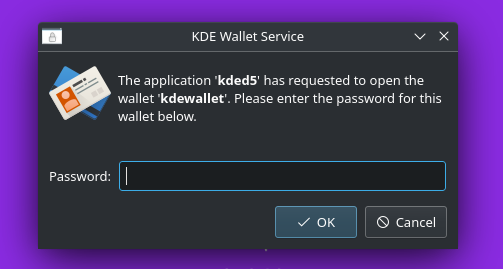 KDE Wallet Service
The application 'kded5' has requested to open the
wallet 'kdewallet'. Please enter the password for this
wallet below.
Password:
OK
Cancel